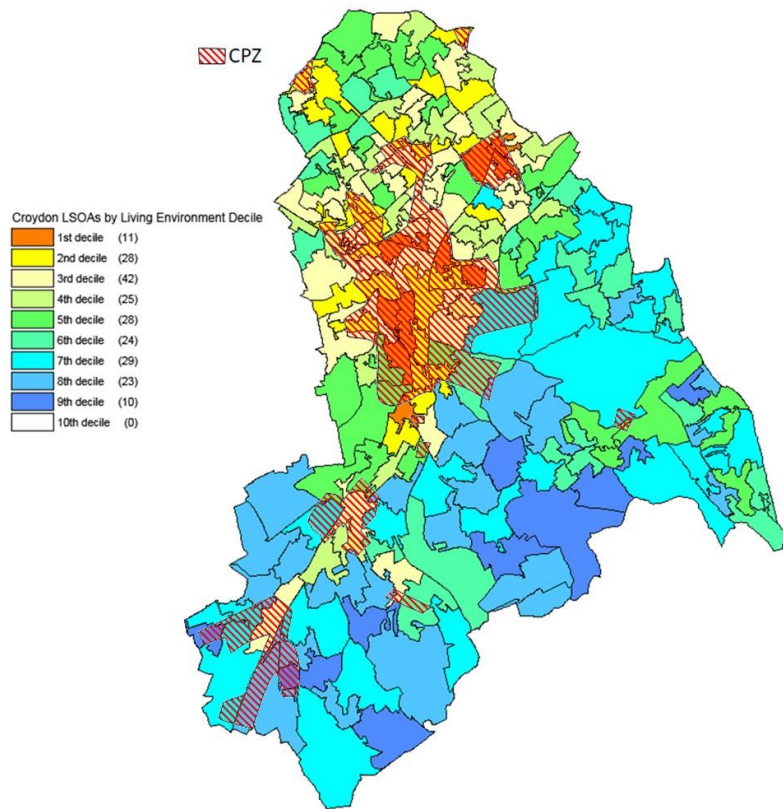 CPZ
Croydon LSOAs by Living Environment Decile
1st decile (11)
2nd decile (28)
3rd decile (42)
4th decile (25)
5th decile (28)
6th decile (24)
7th decile (29)
8th decile (23)
9th decile (10)
10th decile (0)